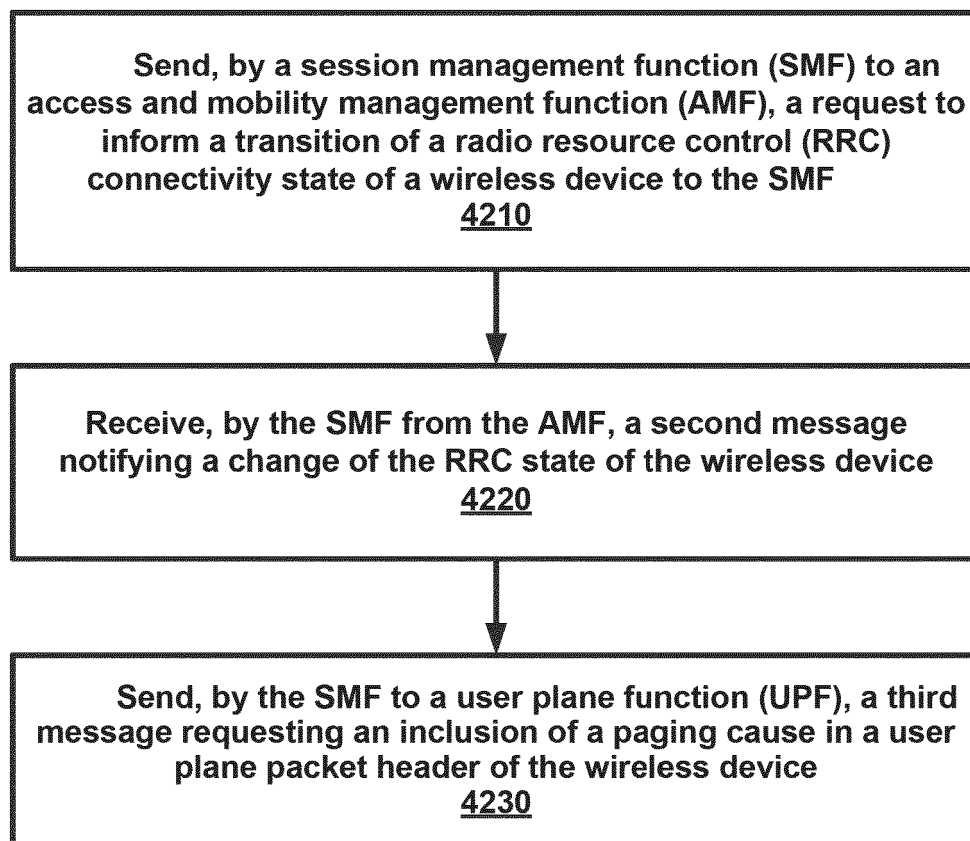 Send, by a session management function (SMF) to an
access and mobility management function (AMF), a request to
inform a transition of a radio resource control (RRC)
connectivity state of a wireless device to the SMF
4210
Receive, by the SMF from the AMF, a second message
notifying a change of the RRC state of the wireless device
4220
Send, by the SMF to a user plane function (UPF), a third
message requesting an inclusion of a paging cause in a user
plane packet header of the wireless device
4230